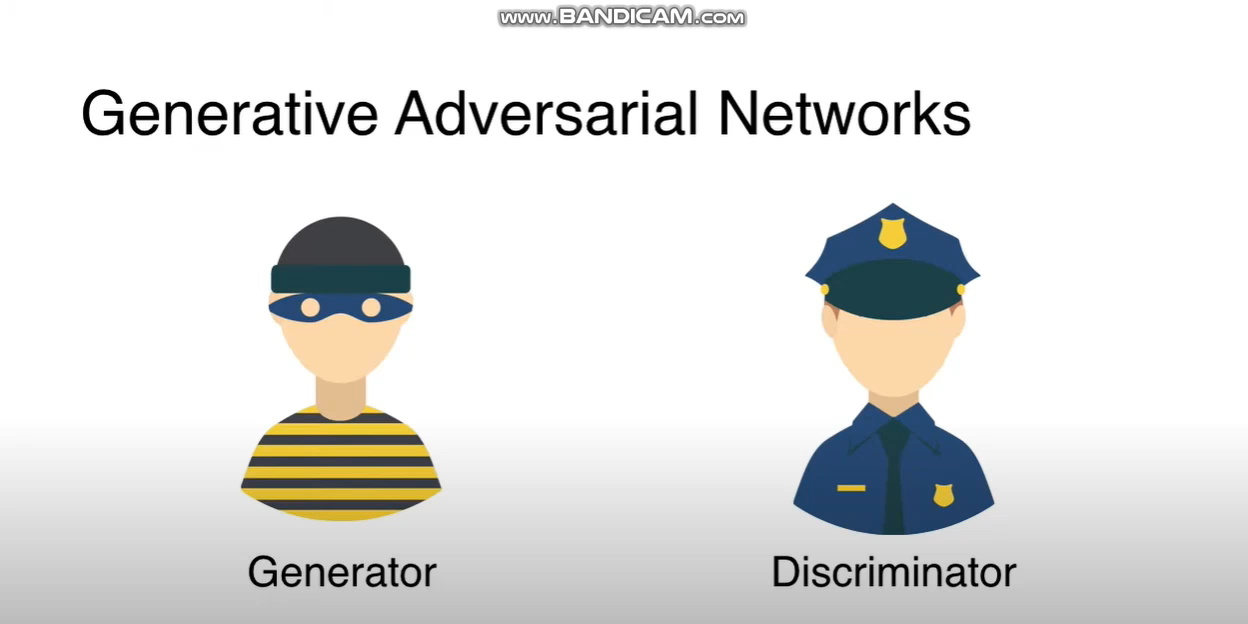 www.BANDICAM.com
Generative Adversarial Networks
Generator
Discriminator